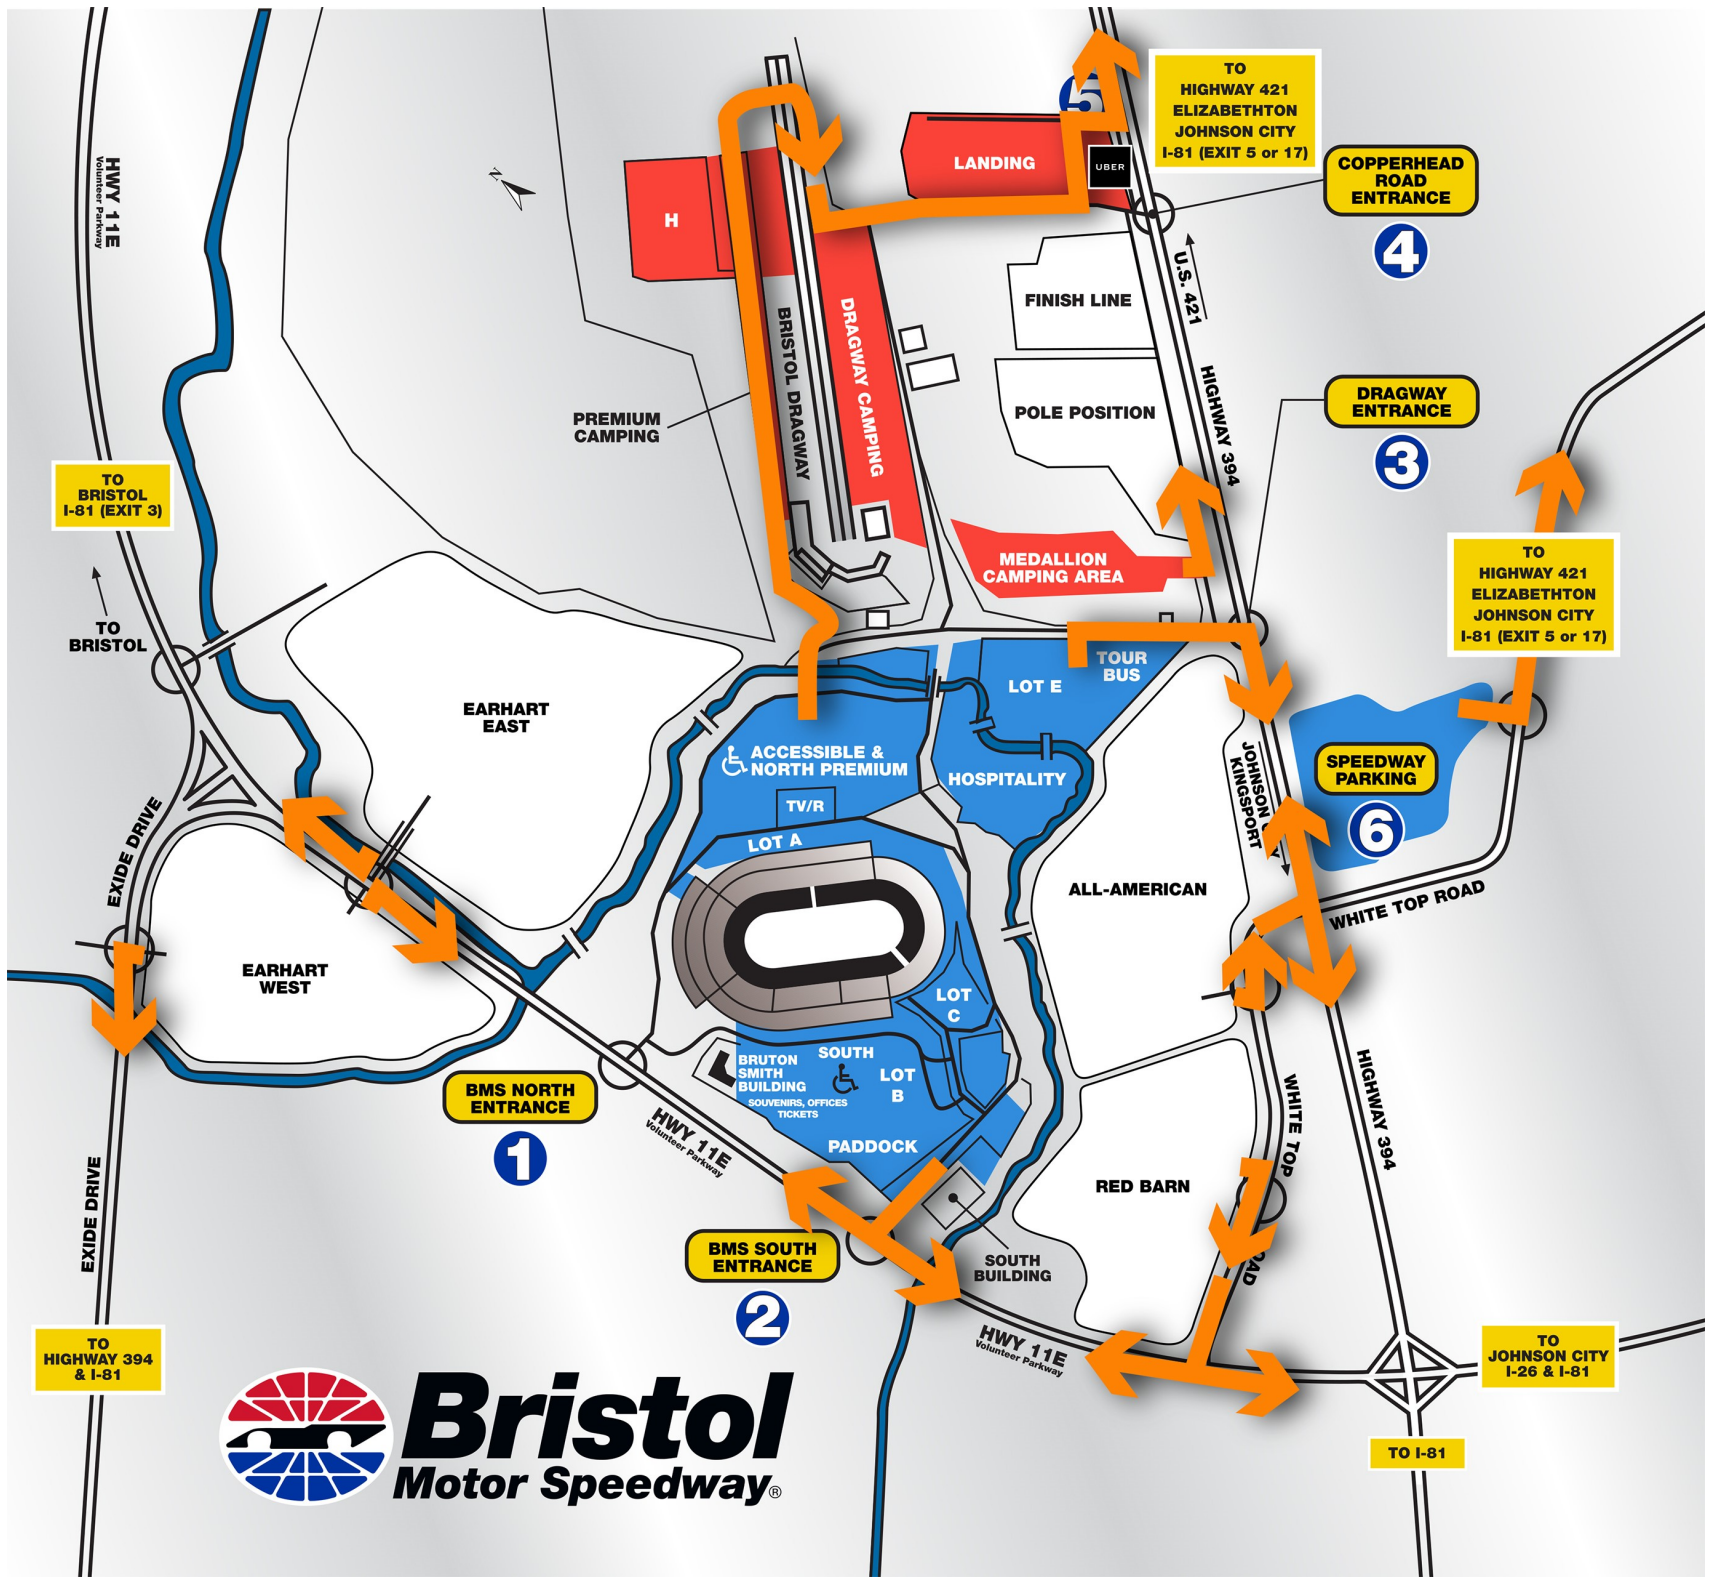 TO
HIGHWAY 421
ELIZABETHTON
JOHNSON CITY
I-81 (EXIT 5 or 17)
5
LANDING
UBER
COPPERHEAD
ROAD
ENTRANCE
4
HWY 11E
Volunteer Parkway
N
H
U.S. 421
FINISH LINE
BRISTOL DRAGWAY
DRAGWAY CAMPING
HIGHWAY 394
DRAGWAY
ENTRANCE
3
PREMIUM
CAMPING
POLE POSITION
TO
BRISTOL
I-81 (EXIT 3)
MEDALLION
CAMPING AREA
TO
HIGHWAY 421
ELIZABETHTON
JOHNSON CITY
I-81 (EXIT 5 or 17)
TO
BRISTOL
EARHART
EAST
TOUR
BUS
LOT E
ACCESSIBLE &
NORTH PREMIUM
HOSPITALITY
TV/R
LOT A
JOHNSON CITY
KINGSPORT
SPEEDWAY
PARKING
6
EXIDE DRIVE
ALL-AMERICAN
WHITE TOP ROAD
EARHART
WEST
LOT
C
BRUTON
SMITH
BUILDING
SOUVENIRS, OFFICES
TICKETS
SOUTH
LOT
B
PADDOCK
BMS NORTH
ENTRANCE
1
HWY 11E
Volunteer Parkway
HIGHWAY 394
WHITE TOP ROAD
RED BARN
EXIDE DRIVE
BMS SOUTH
ENTRANCE
2
SOUTH
BUILDING
HWY 11E
Volunteer Parkway
TO
HIGHWAY 394
& I-81
TO
JOHNSON CITY
I-26 & I-81
TO I-81
Bristol
Motor Speedway®